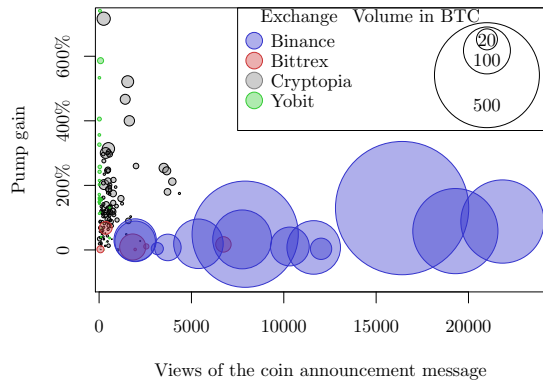 Exchange Volume in BTC
Binance
Bittrex
Cryptopia
Yobit
20
100
500
Pump gain
600%
400%
200%
0
0 5000 10000 15000 20000
Views of the coin announcement message